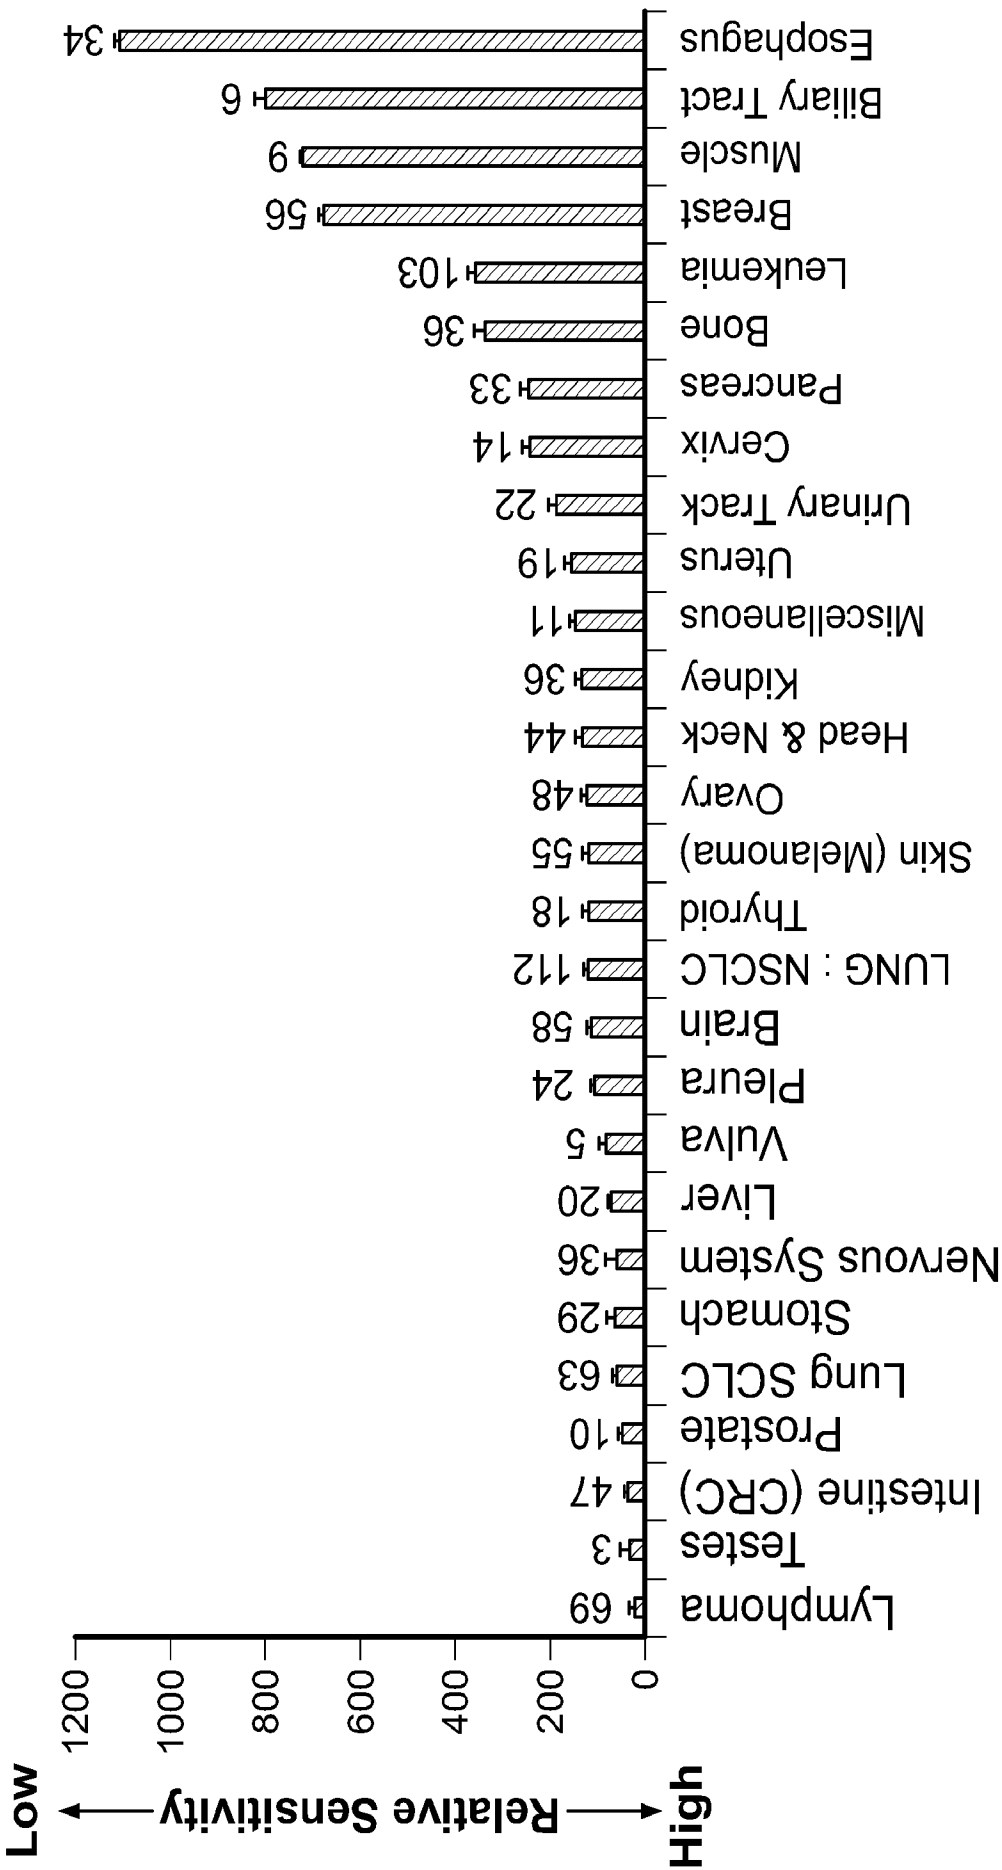 34 Esophagus
6 Biliary Tract
9 Muscle
56 Breast
103 Leukemia
36 Bone
33 Pancreas
14 Cervix
22 Urinary Track
19 Uterus
11 Miscellaneous
36 Kidney
44 Head & Neck
48 Ovary
55 Skin (Melanoma)
18 Thyroid
112 LUNG : NSCLC
58 Brain
24 Pleura
5 Vulva
20 Liver
36 Nervous System
29 Stomach
63 Lung SCLC
10 Prostate
47 Intestine (CRC)
3 Testes
69 Lymphoma
1200
1000
800
600
400
200
0
Low
Relative Sensitivity
High